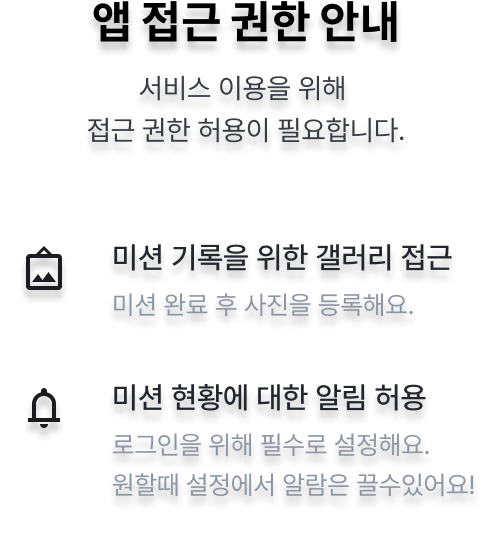 앱 접근 권한 안내
서비스 이용을 위해
접근 권한 허용이 필요합니다.
미션 기록을 위한 갤러리 접근
미션 완료 후 사진을 등록해요.
미션 현황에 대한 알림 허용
로그인을 위해 필수로 설정해요.
원할때 설정에서 알람은 끌수있어요!